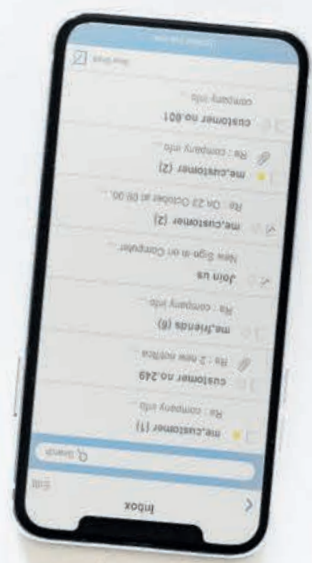 Inbox
Edit
Search
me,customer (1)
Re : company info
customer no.249
Re : 2 new notifica
me,friends (6)
Re : company info
Join us
New Sign-in on Computer
me,customer (2)
Re : On 23 October at 09.00...
me,customer (2)
Re : company info ...
customer no.601
company info ...